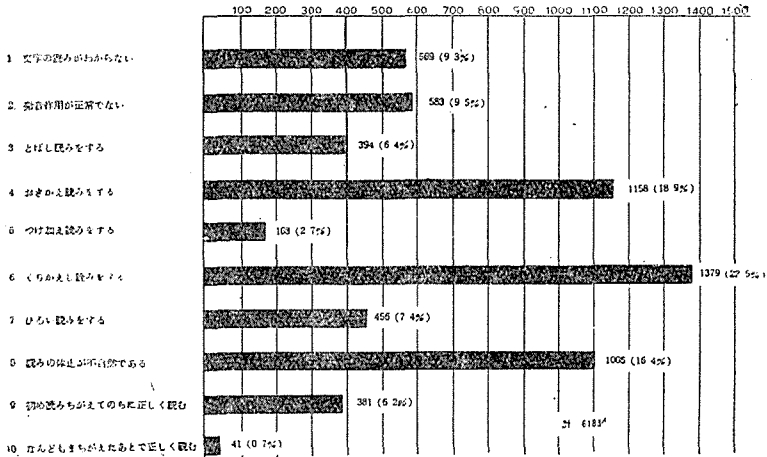 100 200 300 400 500 600 700 800 900 1000 1100 1200 1300 1400 1500
1 文字の読みがわからない 569 (9 3%)
2. 発音作用が正常でない 583 (9 5%)
3 とばし読みをする 394 (6 4%)
4 おきかえ読みをする 1158 (18 9%)
5 つけ加え読みをする 163 (2 7%)
6 くりかえし読みをする 1379 (22 5%)
7 ひろい読みをする 455 (7 4%)
8 読みの休止が不自然である 1005 (16 4%)
9 初め読みちがえてのちに正しく読む 381 (6 2%)
計 6183
10 なんどもまちがえたあとで正しく読む 41 (0 7%)